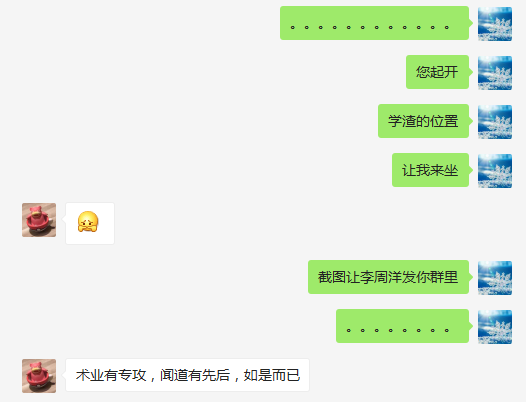 。。。。。。。。。。。。
您起开
学渣的位置
让我来坐
截图让李周洋发你群里
。。。。。。。。
术业有专攻，闻道有先后，如是而已